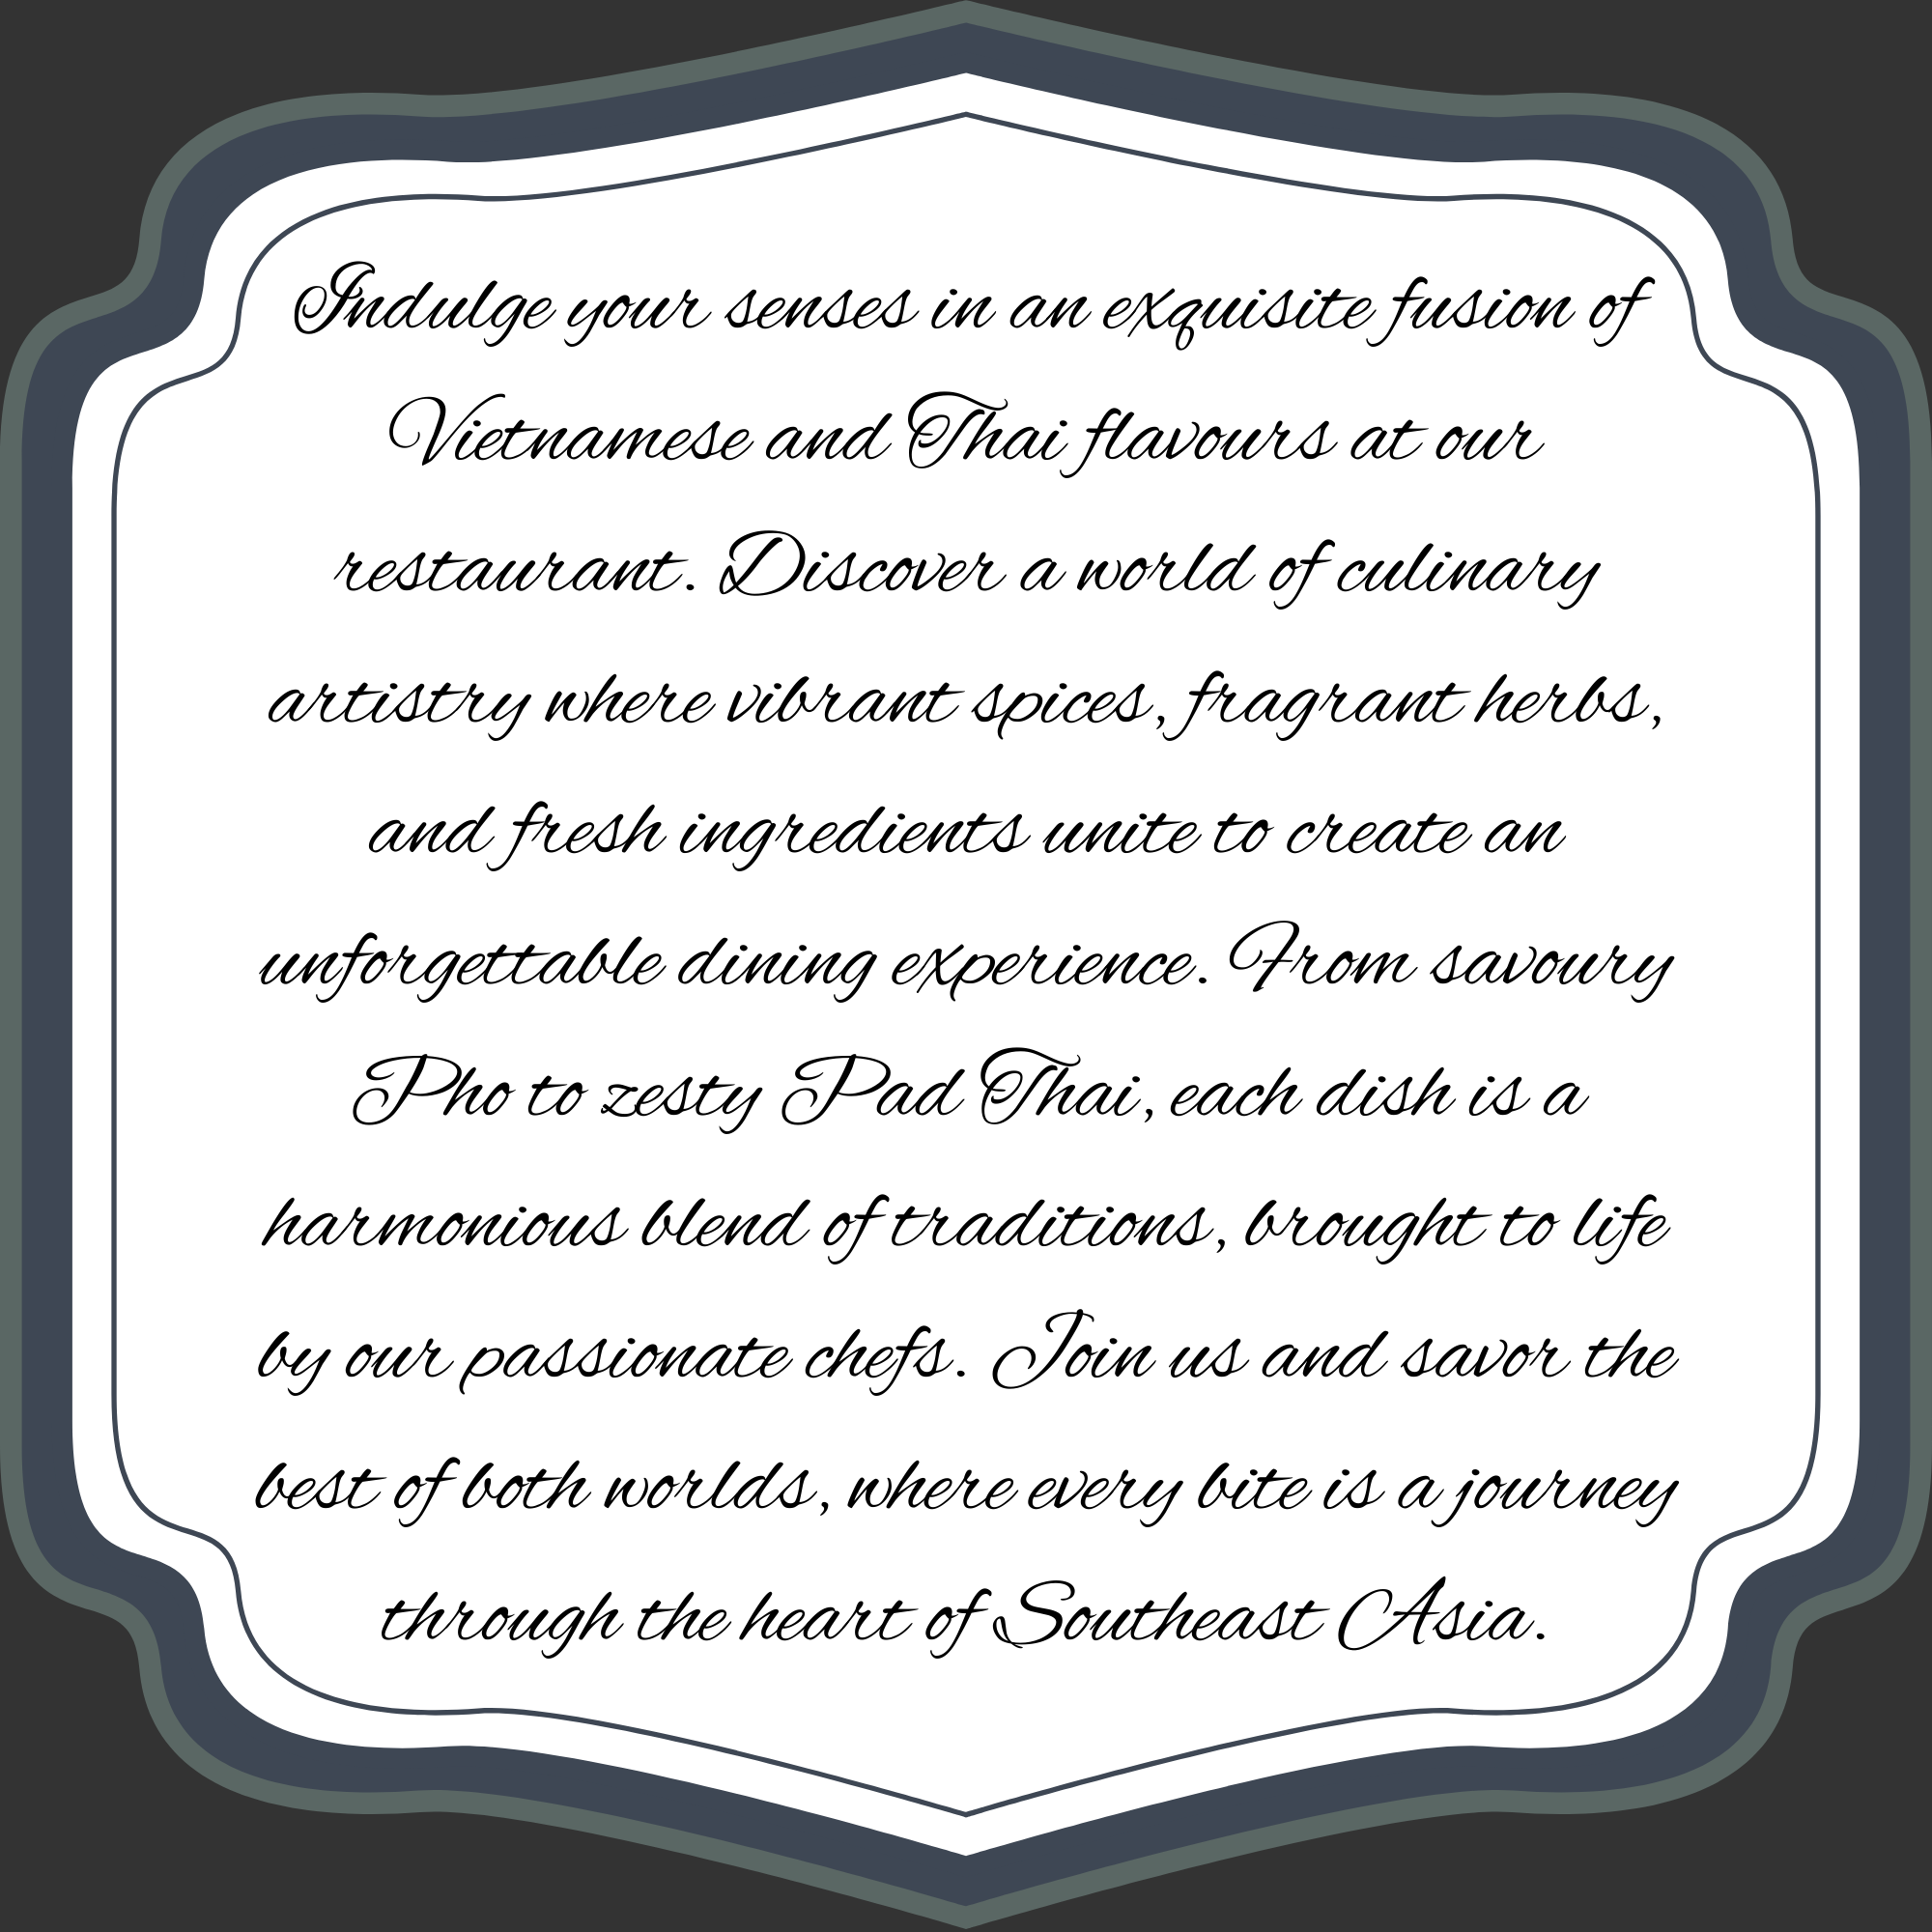 Indulge your senses in an exquisite fusion of
Vietnamese and Thai flavours at our
restaurant. Discover a world of culinary
artistry where vibrant spices, fragrant herbs,
and fresh ingredients unite to create an
unforgettable dining experience. From savoury
Pho to zesty Pad Thai, each dish is a
harmonious blend of traditions, brought to life
by our passionate chefs. Join us and savor the
best of both worlds, where every bite is a journey
through the heart of Southeast Asia.